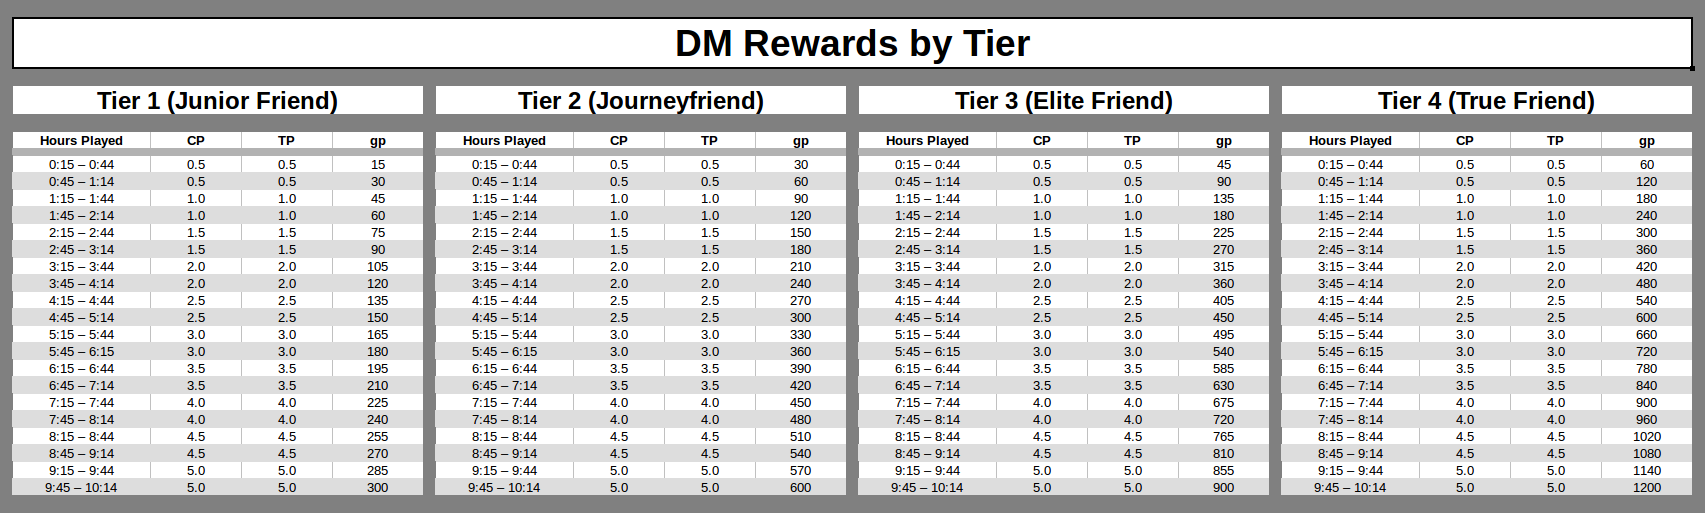 DM Rewards by Tier
Tier 1 (Junior Friend) Tier 2 (Journeyfriend) Tier 3 (Elite Friend) Tier 4 (True Friend)
Hours Played CP TP gp Hours Played CP TP gp Hours Played CP TP gp Hours Played CP TP gp
0:15 – 0:44 0.5 0.5 15 0:15 – 0:44 0.5 0.5 30 0:15 – 0:44 0.5 0.5 45 0:15 – 0:44 0.5 0.5 60
0:45 – 1:14 0.5 0.5 30 0:45 – 1:14 0.5 0.5 60 0:45 – 1:14 0.5 0.5 90 0:45 – 1:14 0.5 0.5 120
1:15 – 1:44 1.0 1.0 45 1:15 – 1:44 1.0 1.0 90 1:15 – 1:44 1.0 1.0 135 1:15 – 1:44 1.0 1.0 180
1:45 – 2:14 1.0 1.0 60 1:45 – 2:14 1.0 1.0 120 1:45 – 2:14 1.0 1.0 180 1:45 – 2:14 1.0 1.0 240
2:15 – 2:44 1.5 1.5 75 2:15 – 2:44 1.5 1.5 150 2:15 – 2:44 1.5 1.5 225 2:15 – 2:44 1.5 1.5 300
2:45 – 3:14 1.5 1.5 90 2:45 – 3:14 1.5 1.5 180 2:45 – 3:14 1.5 1.5 270 2:45 – 3:14 1.5 1.5 360
3:15 – 3:44 2.0 2.0 105 3:15 – 3:44 2.0 2.0 210 3:15 – 3:44 2.0 2.0 315 3:15 – 3:44 2.0 2.0 420
3:45 – 4:14 2.0 2.0 120 3:45 – 4:14 2.0 2.0 240 3:45 – 4:14 2.0 2.0 360 3:45 – 4:14 2.0 2.0 480
4:15 – 4:44 2.5 2.5 135 4:15 – 4:44 2.5 2.5 270 4:15 – 4:44 2.5 2.5 405 4:15 – 4:44 2.5 2.5 540
4:45 – 5:14 2.5 2.5 150 4:45 – 5:14 2.5 2.5 300 4:45 – 5:14 2.5 2.5 450 4:45 – 5:14 2.5 2.5 600
5:15 – 5:44 3.0 3.0 165 5:15 – 5:44 3.0 3.0 330 5:15 – 5:44 3.0 3.0 495 5:15 – 5:44 3.0 3.0 660
5:45 – 6:15 3.0 3.0 180 5:45 – 6:15 3.0 3.0 360 5:45 – 6:15 3.0 3.0 540 5:45 – 6:15 3.0 3.0 720
6:15 – 6:44 3.5 3.5 195 6:15 – 6:44 3.5 3.5 390 6:15 – 6:44 3.5 3.5 585 6:15 – 6:44 3.5 3.5 780
6:45 – 7:14 3.5 3.5 210 6:45 – 7:14 3.5 3.5 420 6:45 – 7:14 3.5 3.5 630 6:45 – 7:14 3.5 3.5 840
7:15 – 7:44 4.0 4.0 225 7:15 – 7:44 4.0 4.0 450 7:15 – 7:44 4.0 4.0 675 7:15 – 7:44 4.0 4.0 900
7:45 – 8:14 4.0 4.0 240 7:45 – 8:14 4.0 4.0 480 7:45 – 8:14 4.0 4.0 720 7:45 – 8:14 4.0 4.0 960
8:15 – 8:44 4.5 4.5 255 8:15 – 8:44 4.5 4.5 510 8:15 – 8:44 4.5 4.5 765 8:15 – 8:44 4.5 4.5 1020
8:45 – 9:14 4.5 4.5 270 8:45 – 9:14 4.5 4.5 540 8:45 – 9:14 4.5 4.5 810 8:45 – 9:14 4.5 4.5 1080
9:15 – 9:44 5.0 5.0 285 9:15 – 9:44 5.0 5.0 570 9:15 – 9:44 5.0 5.0 855 9:15 – 9:44 5.0 5.0 1140
9:45 – 10:14 5.0 5.0 300 9:45 – 10:14 5.0 5.0 600 9:45 – 10:14 5.0 5.0 900 9:45 – 10:14 5.0 5.0 1200